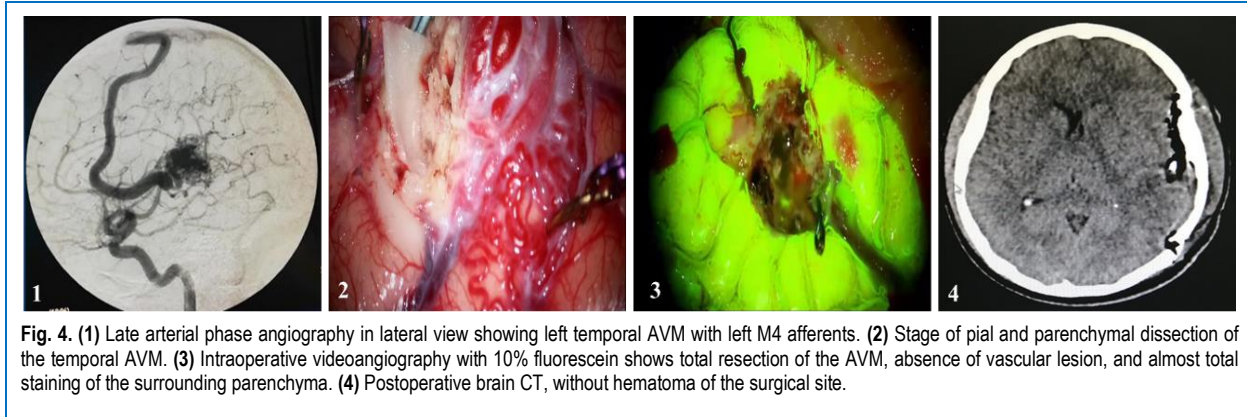 1
2
3
4
Fig. 4. (1) Late arterial phase angiography in lateral view showing left temporal AVM with left M4 afferents. (2) Stage of pial and parenchymal dissection of
the temporal AVM. (3) Intraoperative videoangiography with 10% fluorescein shows total resection of the AVM, absence of vascular lesion, and almost total
staining of the surrounding parenchyma. (4) Postoperative brain CT, without hematoma of the surgical site.